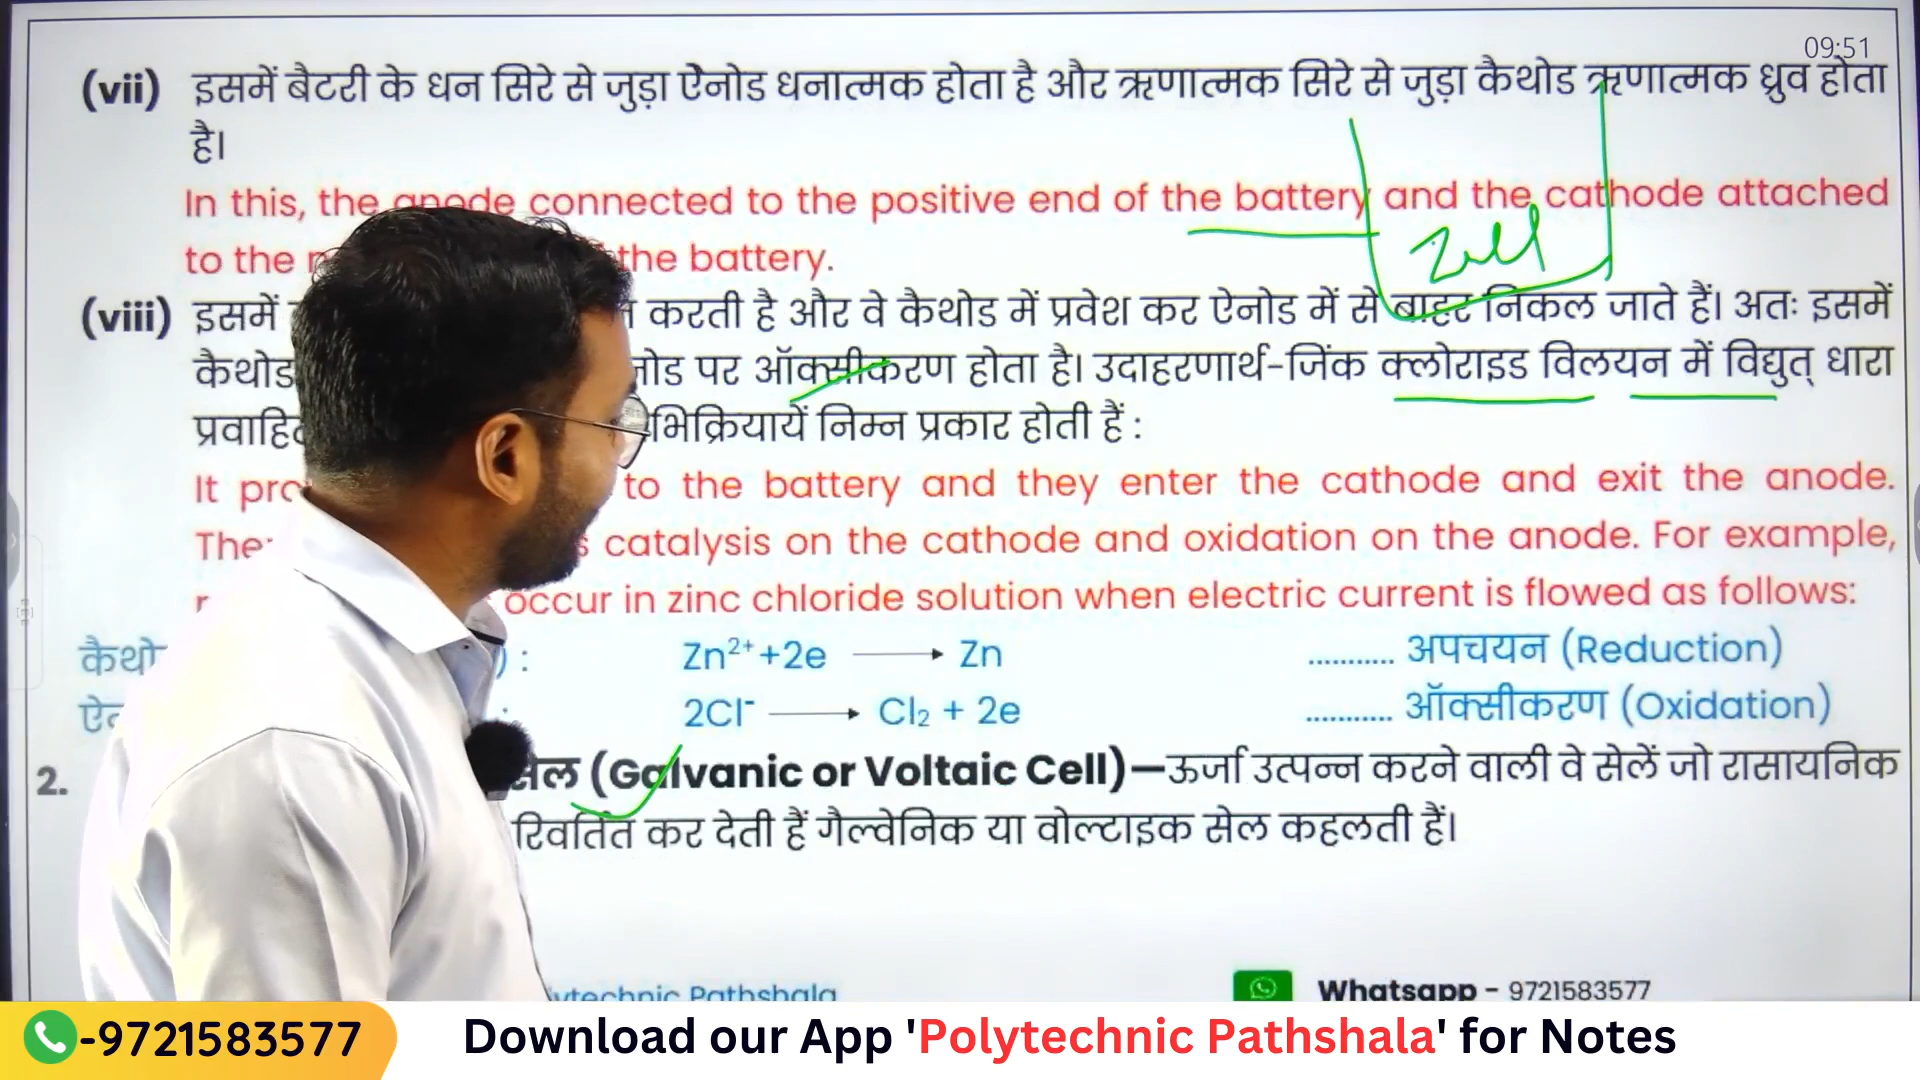 09:51
(vii) इसमें बैटरी के धन सिरे से जुड़ा ऐनोड धनात्मक होता है और ऋणात्मक सिरे से जुड़ा कैथोड ऋणात्मक ध्रुव होता
है।
In this, the anode connected to the positive end of the battery and the cathode attached
to the the battery.
(viii) इसमें करती है और वे कैथोड में प्रवेश कर ऐनोड में से बाहर निकल जाते हैं। अतः इसमें
कैथोड पर ऑक्सीकरण होता है। उदाहरणार्थ-जिंक क्लोराइड विलयन में विद्युत् धारा
निम्न प्रकार होती हैं :
It to the battery and they enter the cathode and exit the anode.
catalysis on the cathode and oxidation on the anode. For example,
occur in zinc chloride solution when electric current is flowed as follows:
: Zn²⁺+2e ⟶ Zn ........... अपचयन (Reduction)
: 2Cl⁻ ⟶ Cl₂ + 2e ........... ऑक्सीकरण (Oxidation)
2. सेल (Galvanic or Voltaic Cell)—ऊर्जा उत्पन्न करने वाली वे सेलें जो रासायनिक
कर देती हैं गैल्वेनिक या वोल्टाइक सेल कहलती हैं।
Pathshala Whatsapp - 9721583577
-9721583577 Download our App 'Polytechnic Pathshala' for Notes